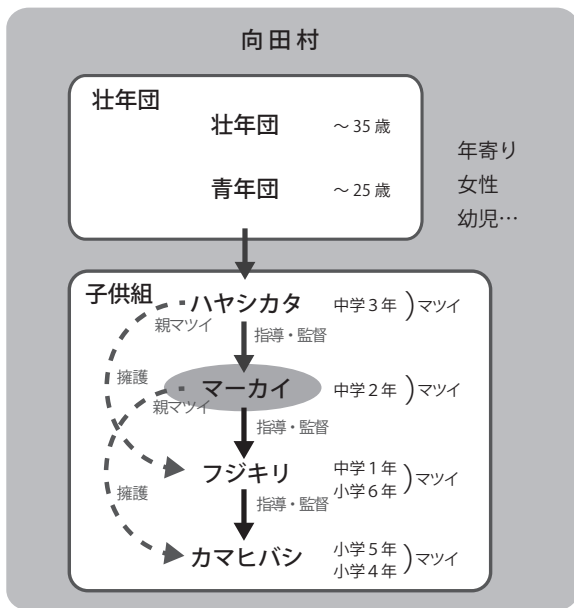 向田村
壮年団
壮年団 ～35歳
青年団 ～25歳
年寄り
女性
幼児…
子供組
ハヤシカタ 中学3年 ）マツイ
親マツイ
指導・監督
擁護
マーカイ 中学2年 ）マツイ
親マツイ
指導・監督
フジキリ 中学1年 小学6年 ）マツイ
擁護
指導・監督
カマヒバシ 小学5年 小学4年 ）マツイ